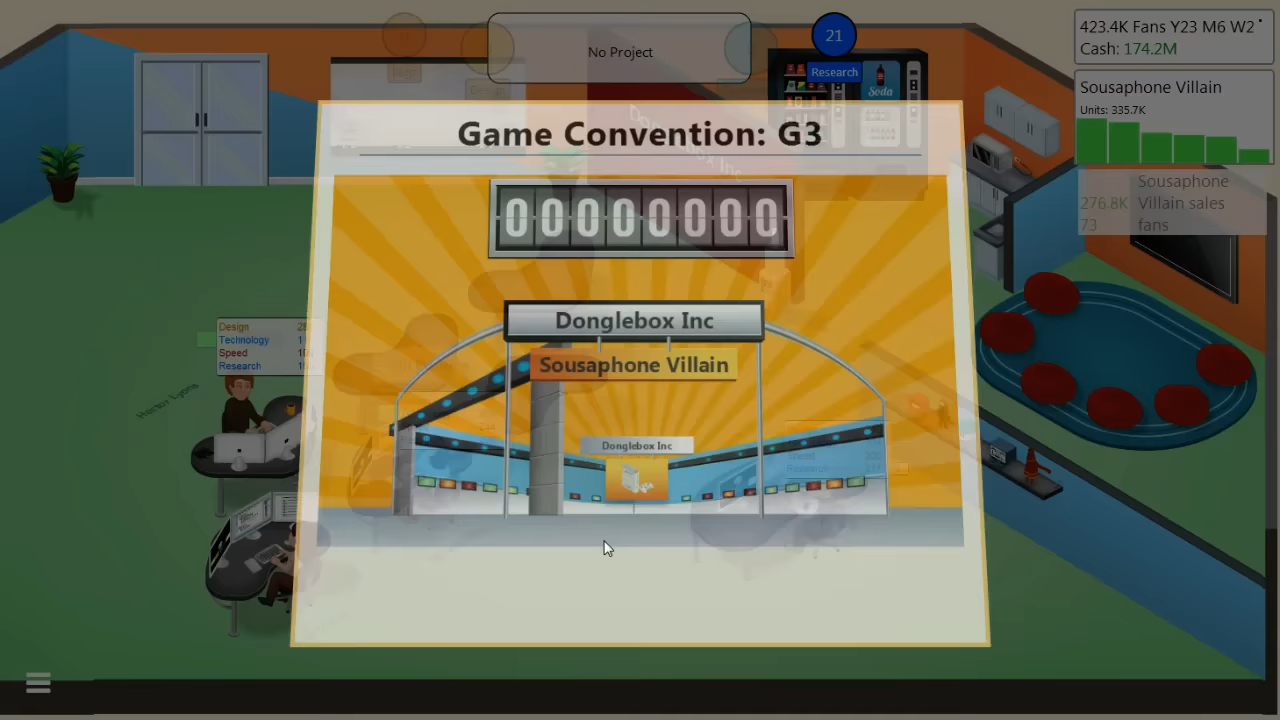 No Project
21
Research
423.4K Fans Y23 M6 W2
Cash: 174.2M
Sousaphone Villain
Units: 335.7K
276.8K Sousaphone Villain sales
73 fans
Soda
Game Convention: G3
00000000
Donglebox Inc
Sousaphone Villain
Donglebox Inc
Design
Technology
Speed
Research